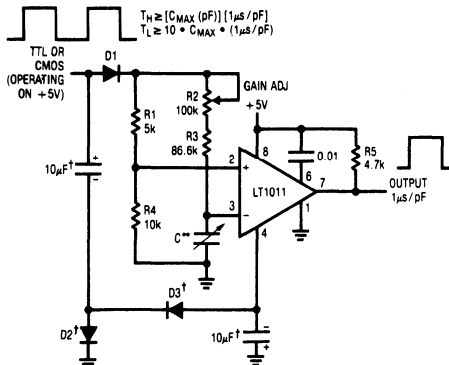 T_H ≥ [C_MAX (pF)] [1µs/pF]
T_L ≥ 10 • C_MAX • (1µs/pF)
TTL OR
CMOS
(OPERATING
ON +5V)
D1
GAIN ADJ
R2
100k
+5V
R1
5k
R3
86.6k
R5
4.7k
10µF†
+
−
2
+
8
0.01
6
7
LT1011
OUTPUT
1µs/pF
R4
10k
3
−
1
4
C**
D3†
D2†
10µF†
−
+